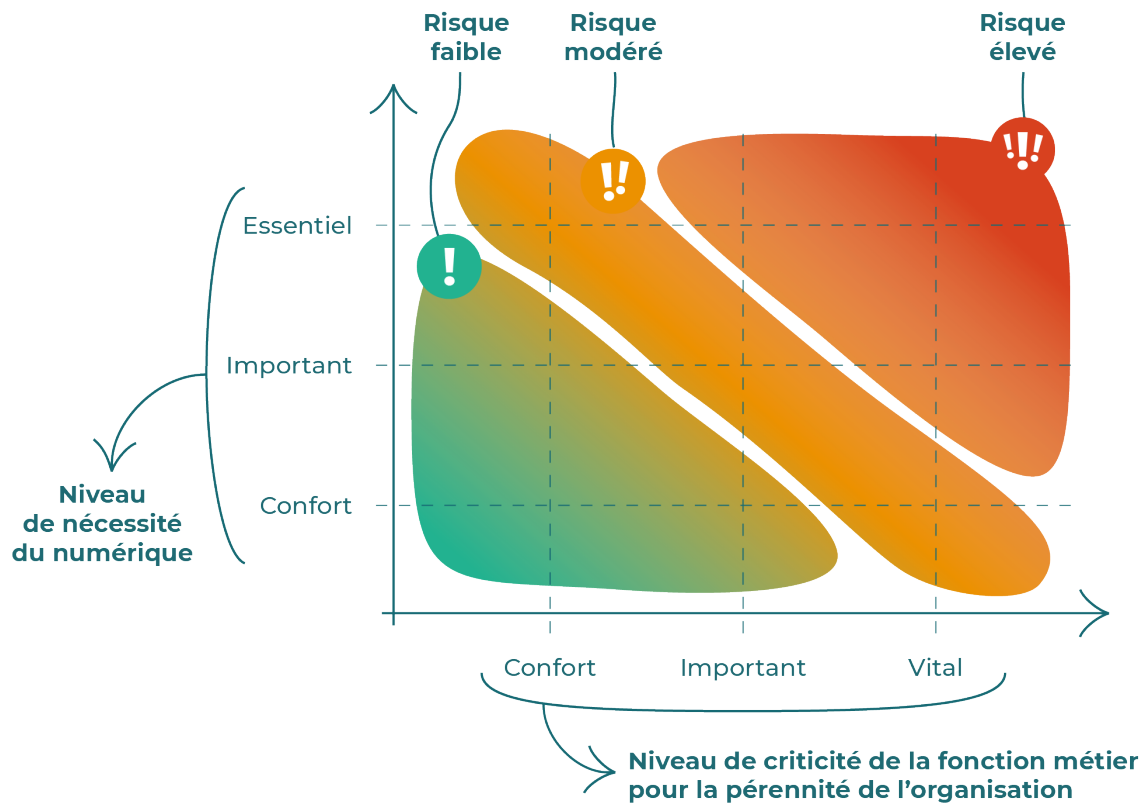 Risque
faible
Risque
modéré
Risque
élevé
!
!!
!!!
Essentiel
Important
Confort
Niveau
de nécessité
du numérique
Confort
Important
Vital
Niveau de criticité de la fonction métier
pour la pérennité de l’organisation